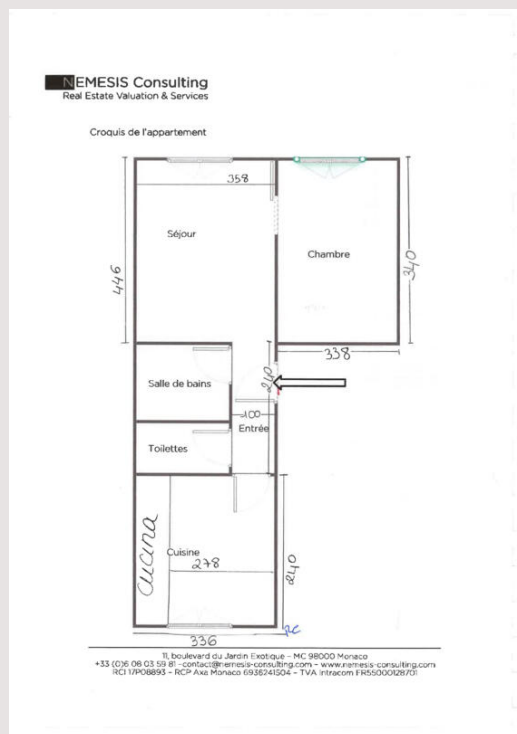 NEMESIS Consulting
Real Estate Valuation & Services
Croquis de l'appartement
358
Séjour
Chambre
446
340
338
Salle de bains
240
100
Entrée
Toilettes
cucina
Cuisine
278
240
336
RC
11, boulevard du Jardin Exotique – MC 98000 Monaco
+33 (0)6 06 03 59 81 –contact@nemesis-consulting.com – www.nemesis-consulting.com
RCI 17P08893 – RCP Axa Monaco 6936241504 – TVA Intracom FR55000128701